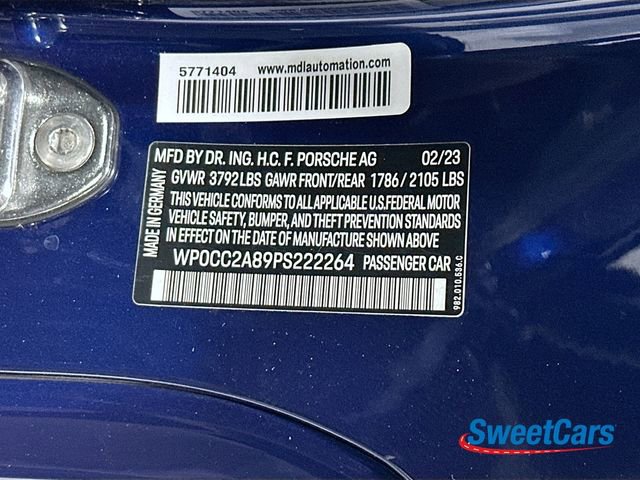 5771404 www.mdlautomation.com
MFD BY DR. ING. H.C. F. PORSCHE AG 02/23
GVWR 3792LBS GAWR FRONT/REAR 1786/2105 LBS
THIS VEHICLE CONFORMS TO ALL APPLICABLE U.S.FEDERAL MOTOR
VEHICLE SAFETY, BUMPER, AND THEFT PREVENTION STANDARDS
IN EFFECT ON THE DATE OF MANUFACTURE SHOWN ABOVE
WP0CC2A89PS222264 PASSENGER CAR
MADE IN GERMANY
982.010.536.C
SweetCars